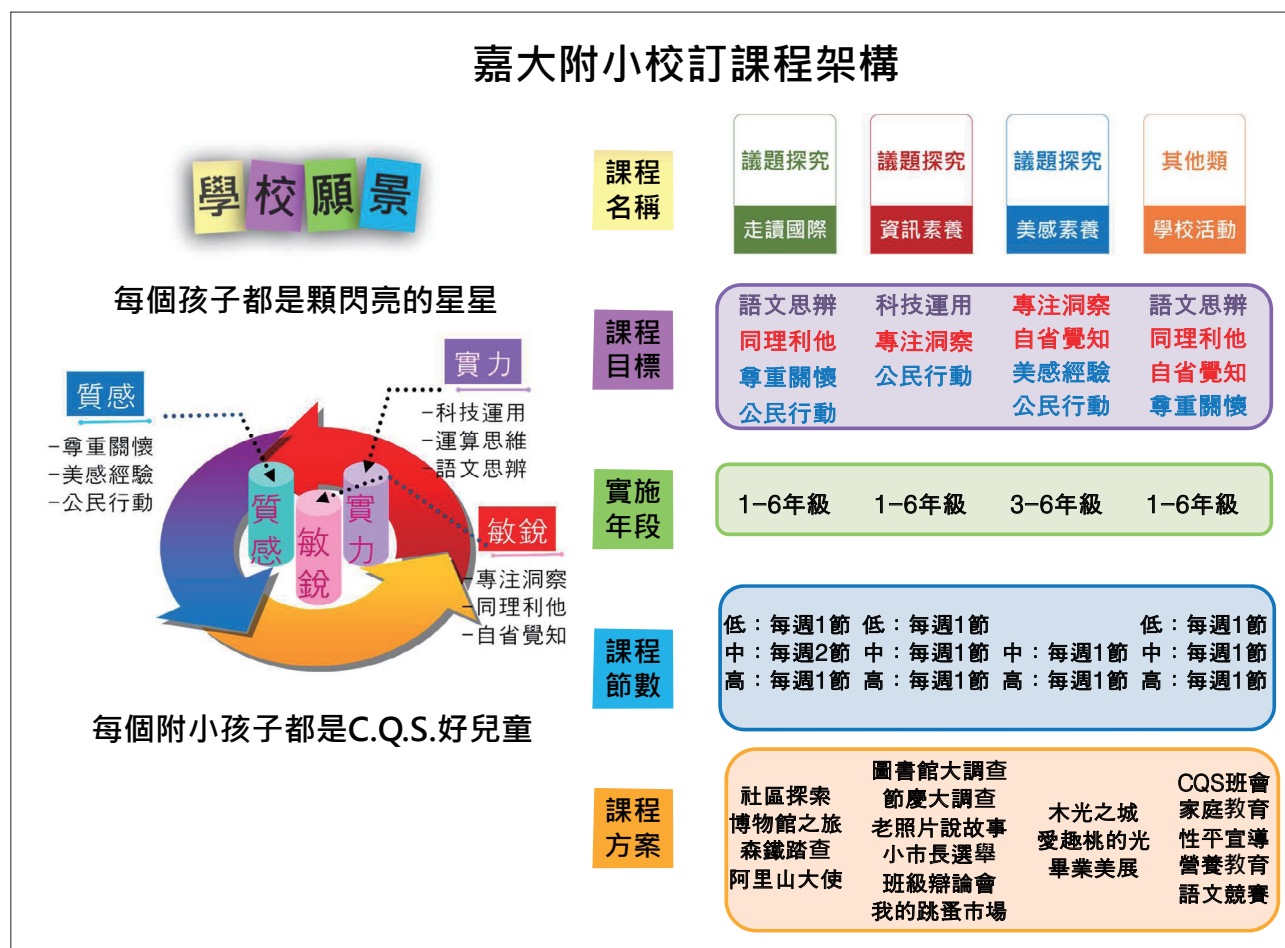 嘉大附小校訂課程架構
學校願景
每個孩子都是顆閃亮的星星
質感
-尊重關懷
-美感經驗
-公民行動
實力
-科技運用
-運算思維
-語文思辨
敏銳
-專注洞察
-同理利他
-自省覺知
質感
敏銳
實力
每個附小孩子都是C.Q.S.好兒童
課程
名稱
議題探究 議題探究 議題探究 其他類
走讀國際 資訊素養 美感素養 學校活動
課程
目標
語文思辨 科技運用 專注洞察 語文思辨
同理利他 專注洞察 自省覺知 同理利他
尊重關懷 公民行動 美感經驗 自省覺知
公民行動 公民行動 尊重關懷
實施
年段
1-6年級 1-6年級 3-6年級 1-6年級
課程
節數
低：每週1節 低：每週1節 低：每週1節
中：每週2節 中：每週1節 中：每週1節 中：每週1節
高：每週1節 高：每週1節 高：每週1節 高：每週1節
課程
方案
社區探索
博物館之旅
森鐵踏查
阿里山大使
圖書館大調查
節慶大調查
老照片說故事
小市長選舉
班級辯論會
我的跳蚤市場
木光之城
愛趣桃的光
畢業美展
CQS班會
家庭教育
性平宣導
營養教育
語文競賽